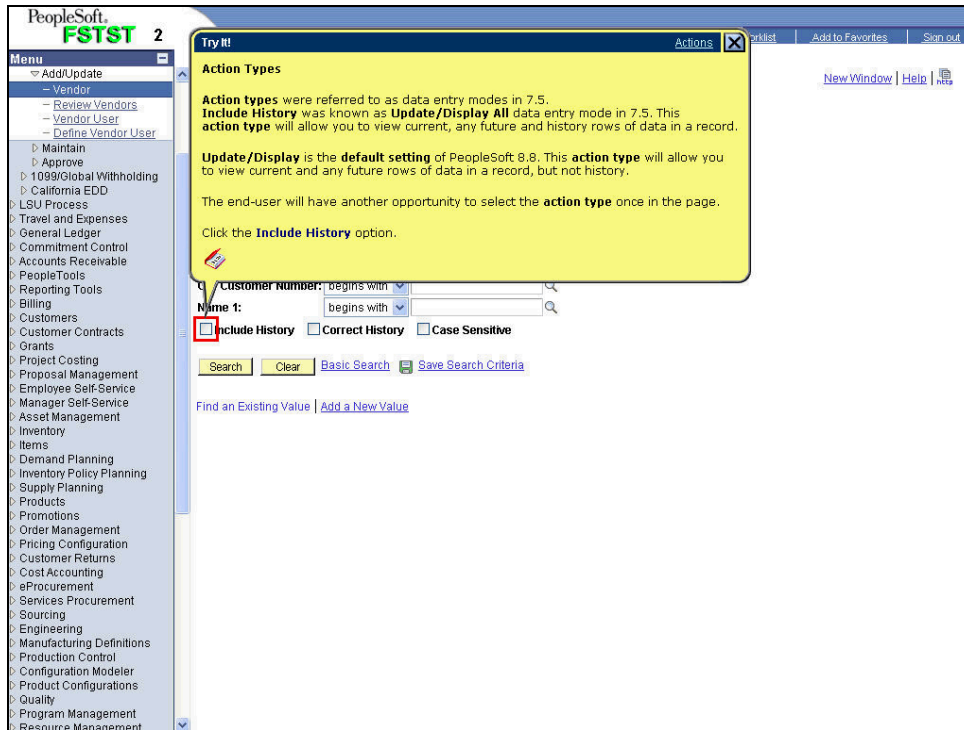 PeopleSoft.
FSTST 2
Add to Favorites
Sign out
Menu
Add/Update
– Vendor
– Review Vendors
– Vendor User
– Define Vendor User
Maintain
Approve
1099/Global Withholding
California EDD
LSU Process
Travel and Expenses
General Ledger
Commitment Control
Accounts Receivable
PeopleTools
Reporting Tools
Billing
Customers
Customer Contracts
Grants
Project Costing
Proposal Management
Employee Self-Service
Manager Self-Service
Asset Management
Inventory
Items
Demand Planning
Inventory Policy Planning
Supply Planning
Products
Promotions
Order Management
Pricing Configuration
Customer Returns
Cost Accounting
eProcurement
Services Procurement
Sourcing
Engineering
Manufacturing Definitions
Production Control
Configuration Modeler
Product Configurations
Quality
Program Management
Resource Management
New Window | Help | http
Try It! Actions X
Action Types
Action types were referred to as data entry modes in 7.5.
Include History was known as Update/Display All data entry mode in 7.5. This
action type will allow you to view current, any future and history rows of data in a record.
Update/Display is the default setting of PeopleSoft 8.8. This action type will allow you
to view current and any future rows of data in a record, but not history.
The end-user will have another opportunity to select the action type once in the page.
Click the Include History option.
Customer Number: begins with
Name 1: begins with
Include History Correct History Case Sensitive
Search Clear Basic Search Save Search Criteria
Find an Existing Value | Add a New Value